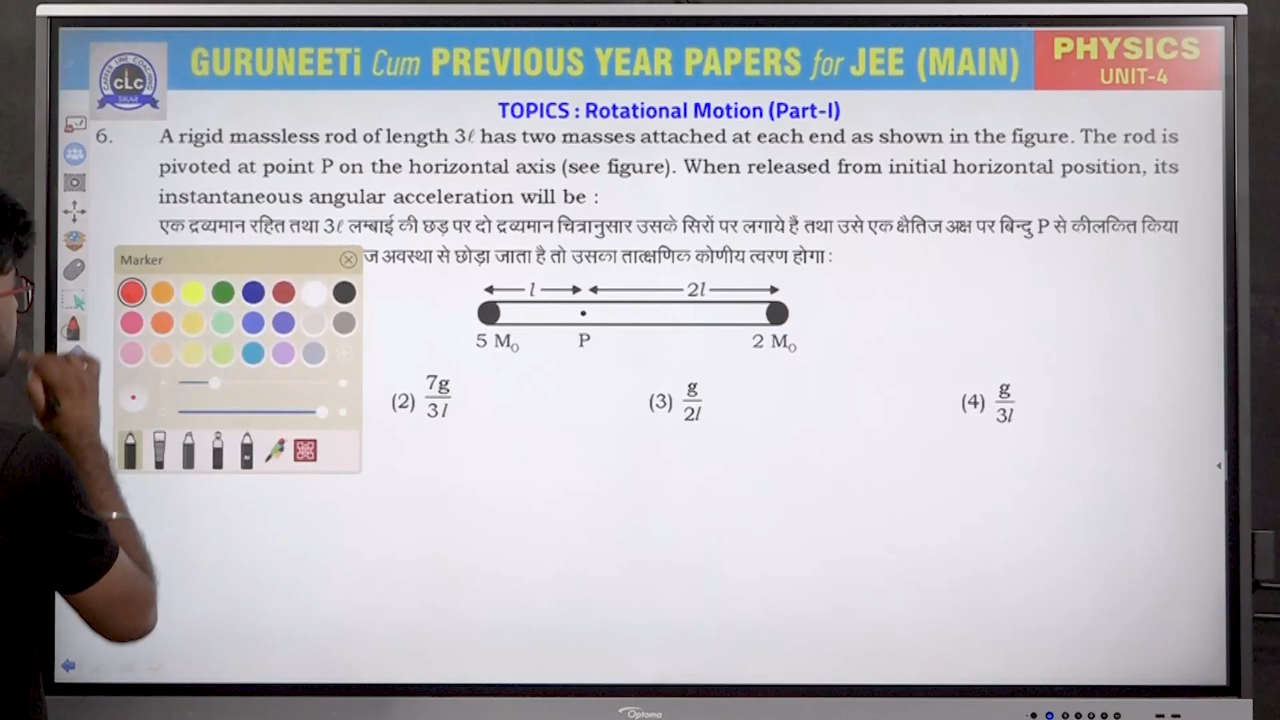 GURUNEETi Cum PREVIOUS YEAR PAPERS for JEE (MAIN)
PHYSICS
UNIT-4
CLC
SIKAR
TOPICS : Rotational Motion (Part-I)
6. A rigid massless rod of length 3ℓ has two masses attached at each end as shown in the figure. The rod is
pivoted at point P on the horizontal axis (see figure). When released from initial horizontal position, its
instantaneous angular acceleration will be :
एक द्रव्यमान रहित तथा 3ℓ लम्बाई की छड़ पर दो द्रव्यमान चित्रानुसार उसके सिरों पर लगाये हैं तथा उसे एक क्षैतिज अक्ष पर बिन्दु P से कीलकित किया
ज अवस्था से छोड़ा जाता है तो उसका तात्क्षणिक कोणीय त्वरण होगा :
Marker
l 2l
5 M₀ P 2 M₀
(2) 7g/3l (3) g/2l (4) g/3l
Optoma